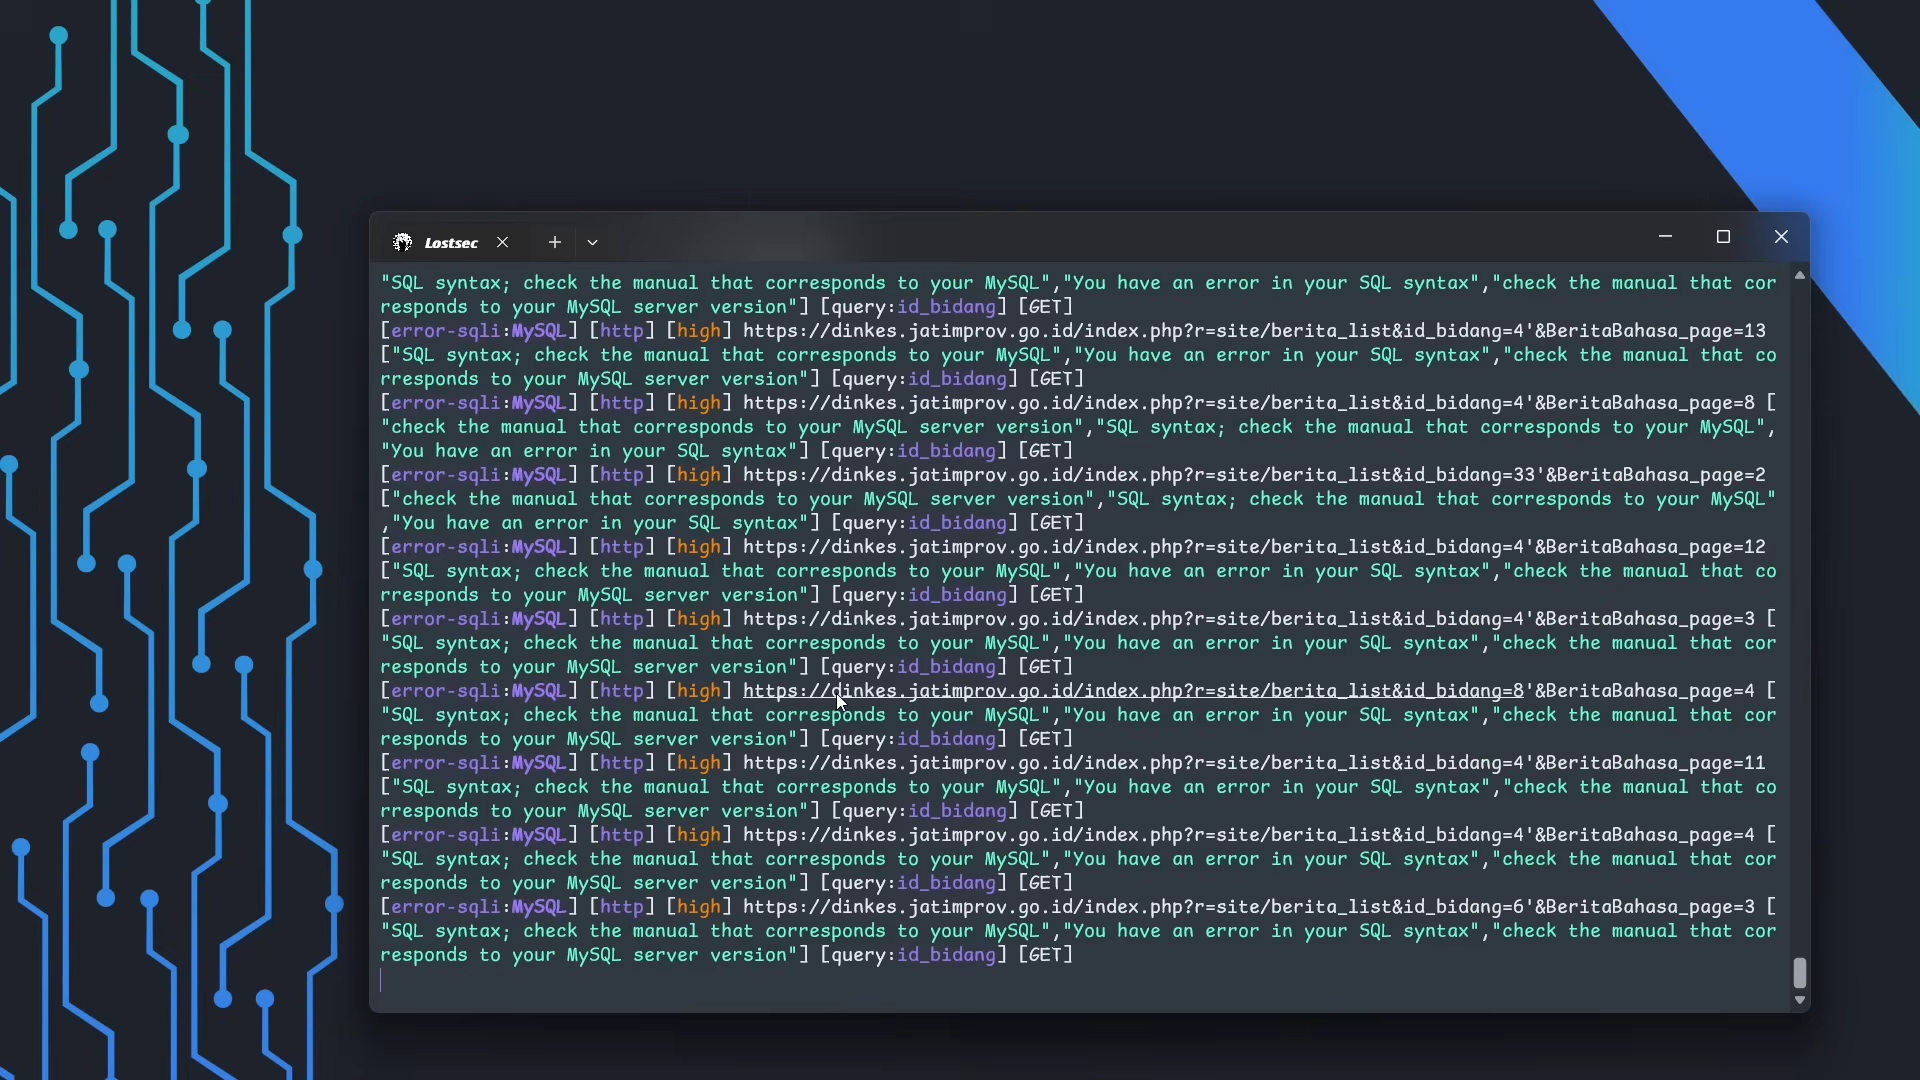 Lostsec
"SQL syntax; check the manual that corresponds to your MySQL","You have an error in your SQL syntax","check the manual that cor
responds to your MySQL server version"] [query:id_bidang] [GET]
[error-sqli:MySQL] [http] [high] https://dinkes.jatimprov.go.id/index.php?r=site/berita_list&id_bidang=4'&BeritaBahasa_page=13
["SQL syntax; check the manual that corresponds to your MySQL","You have an error in your SQL syntax","check the manual that co
rresponds to your MySQL server version"] [query:id_bidang] [GET]
[error-sqli:MySQL] [http] [high] https://dinkes.jatimprov.go.id/index.php?r=site/berita_list&id_bidang=4'&BeritaBahasa_page=8 [
"check the manual that corresponds to your MySQL server version","SQL syntax; check the manual that corresponds to your MySQL",
"You have an error in your SQL syntax"] [query:id_bidang] [GET]
[error-sqli:MySQL] [http] [high] https://dinkes.jatimprov.go.id/index.php?r=site/berita_list&id_bidang=33'&BeritaBahasa_page=2
["check the manual that corresponds to your MySQL server version","SQL syntax; check the manual that corresponds to your MySQL"
,"You have an error in your SQL syntax"] [query:id_bidang] [GET]
[error-sqli:MySQL] [http] [high] https://dinkes.jatimprov.go.id/index.php?r=site/berita_list&id_bidang=4'&BeritaBahasa_page=12
["SQL syntax; check the manual that corresponds to your MySQL","You have an error in your SQL syntax","check the manual that co
rresponds to your MySQL server version"] [query:id_bidang] [GET]
[error-sqli:MySQL] [http] [high] https://dinkes.jatimprov.go.id/index.php?r=site/berita_list&id_bidang=4'&BeritaBahasa_page=3 [
"SQL syntax; check the manual that corresponds to your MySQL","You have an error in your SQL syntax","check the manual that cor
responds to your MySQL server version"] [query:id_bidang] [GET]
[error-sqli:MySQL] [http] [high] https://dinkes.jatimprov.go.id/index.php?r=site/berita_list&id_bidang=8'&BeritaBahasa_page=4 [
"SQL syntax; check the manual that corresponds to your MySQL","You have an error in your SQL syntax","check the manual that cor
responds to your MySQL server version"] [query:id_bidang] [GET]
[error-sqli:MySQL] [http] [high] https://dinkes.jatimprov.go.id/index.php?r=site/berita_list&id_bidang=4'&BeritaBahasa_page=11
["SQL syntax; check the manual that corresponds to your MySQL","You have an error in your SQL syntax","check the manual that co
rresponds to your MySQL server version"] [query:id_bidang] [GET]
[error-sqli:MySQL] [http] [high] https://dinkes.jatimprov.go.id/index.php?r=site/berita_list&id_bidang=4'&BeritaBahasa_page=4 [
"SQL syntax; check the manual that corresponds to your MySQL","You have an error in your SQL syntax","check the manual that cor
responds to your MySQL server version"] [query:id_bidang] [GET]
[error-sqli:MySQL] [http] [high] https://dinkes.jatimprov.go.id/index.php?r=site/berita_list&id_bidang=6'&BeritaBahasa_page=3 [
"SQL syntax; check the manual that corresponds to your MySQL","You have an error in your SQL syntax","check the manual that cor
responds to your MySQL server version"] [query:id_bidang] [GET]